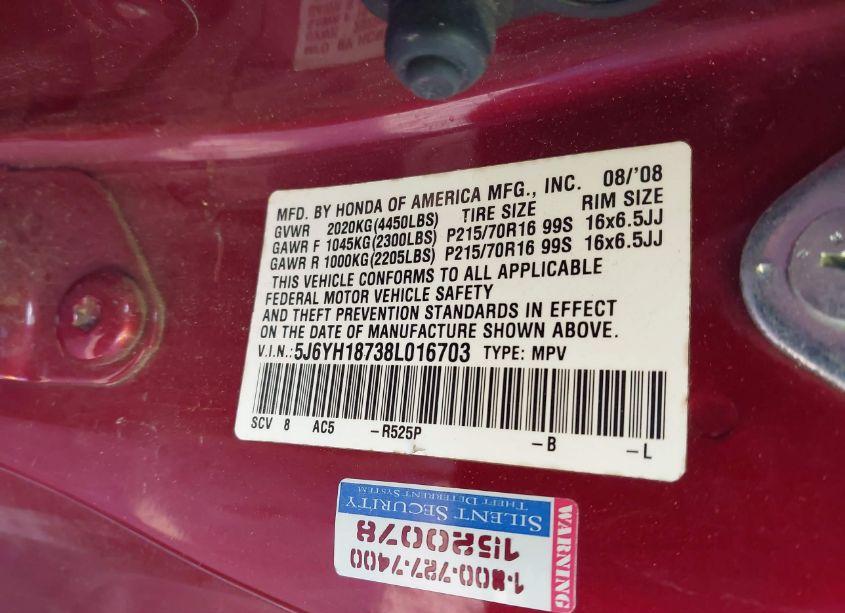 MFD. BY HONDA OF AMERICA MFG., INC. 08/'08
GVWR 2020KG(4450LBS) TIRE SIZE RIM SIZE
GAWR F 1045KG(2300LBS) P215/70R16 99S 16x6.5JJ
GAWR R 1000KG(2205LBS) P215/70R16 99S 16x6.5JJ
THIS VEHICLE CONFORMS TO ALL APPLICABLE
FEDERAL MOTOR VEHICLE SAFETY
AND THEFT PREVENTION STANDARDS IN EFFECT
ON THE DATE OF MANUFACTURE SHOWN ABOVE.
V.I.N.:5J6YH18738L016703 TYPE: MPV
SCV 8 AC5 -R525P -B -L
WARNING
SILENT SECURITY
THEFT DETERRENT SYSTEM
1520078
1-800-727-7400